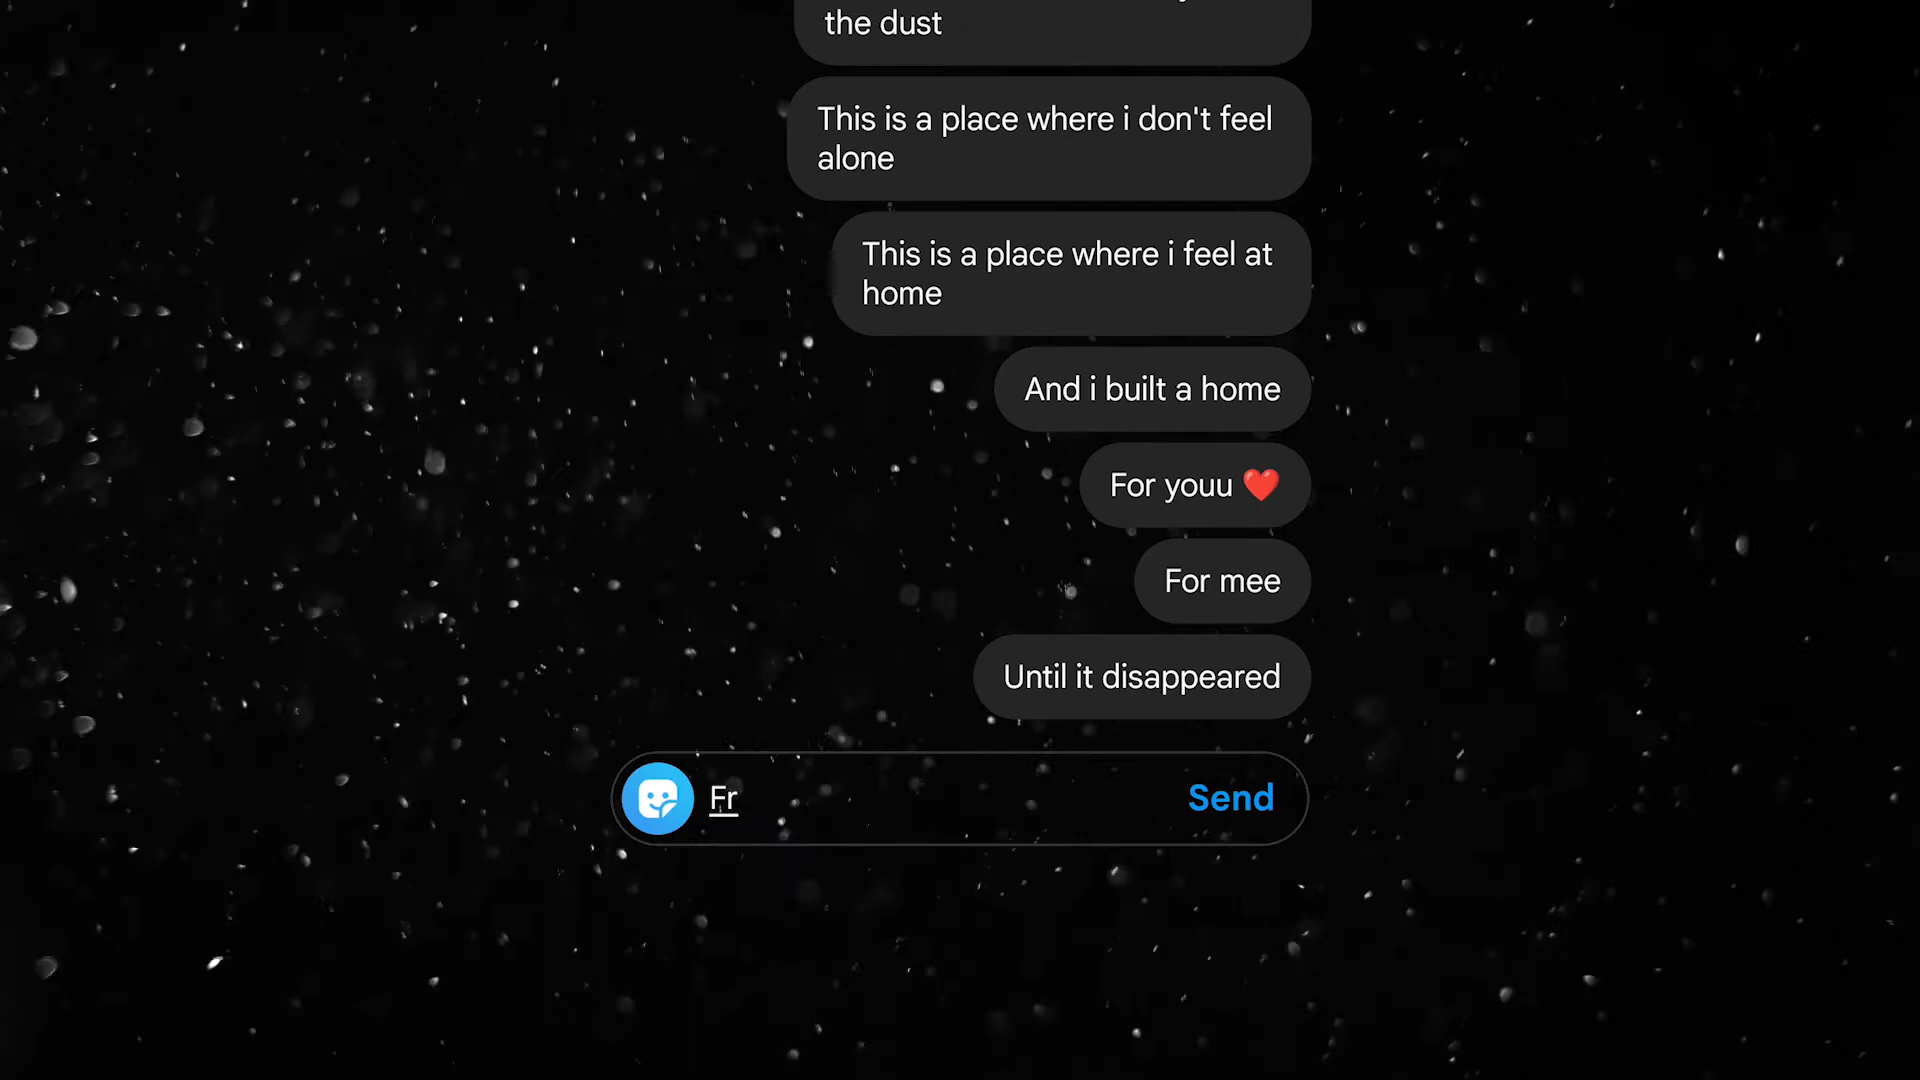 the dust
This is a place where i don't feel
alone
This is a place where i feel at
home
And i built a home
For youu ❤️
For mee
Until it disappeared
Fr
Send